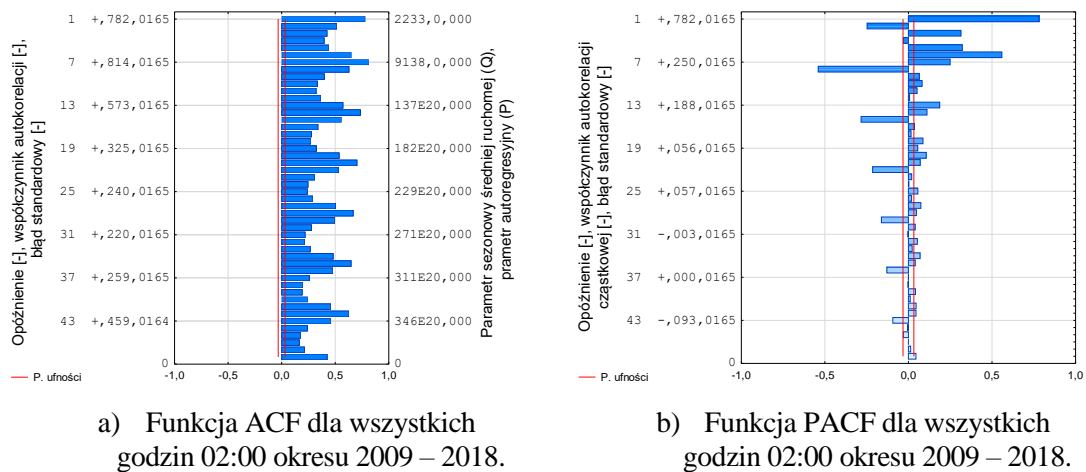 Opóźnienie [-], współczynnik autokorelacji [-],
błąd standardowy [-]
1 +,782,0165 2233,0,000
7 +,814,0165 9138,0,000
13 +,573,0165 137E20,000
19 +,325,0165 182E20,000
25 +,240,0165 229E20,000
31 +,220,0165 271E20,000
37 +,259,0165 311E20,000
43 +,459,0164 346E20,000
0 0
-1,0 -0,5 0,0 0,5 1,0
P. ufności
Parametr sezonowy średniej ruchomej (Q),
prametr autoregresyjny (P)
a) Funkcja ACF dla wszystkich
godzin 02:00 okresu 2009 – 2018.
Opóźnienie [-], współczynnik autokorelacji
cząstkowej [-], błąd standardowy [-]
1 +,782,0165
7 +,250,0165
13 +,188,0165
19 +,056,0165
25 +,057,0165
31 -,003,0165
37 +,000,0165
43 -,093,0165
0
-1,0 -0,5 0,0 0,5 1,0
P. ufności
b) Funkcja PACF dla wszystkich
godzin 02:00 okresu 2009 – 2018.